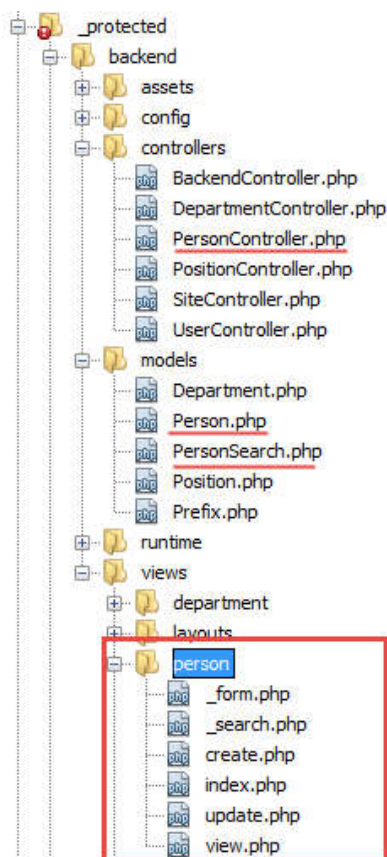 _protected
backend
assets
config
controllers
BackendController.php
DepartmentController.php
PersonController.php
PositionController.php
SiteController.php
UserController.php
models
Department.php
Person.php
PersonSearch.php
Position.php
Prefix.php
runtime
views
department
layouts
person
_form.php
_search.php
create.php
index.php
update.php
view.php